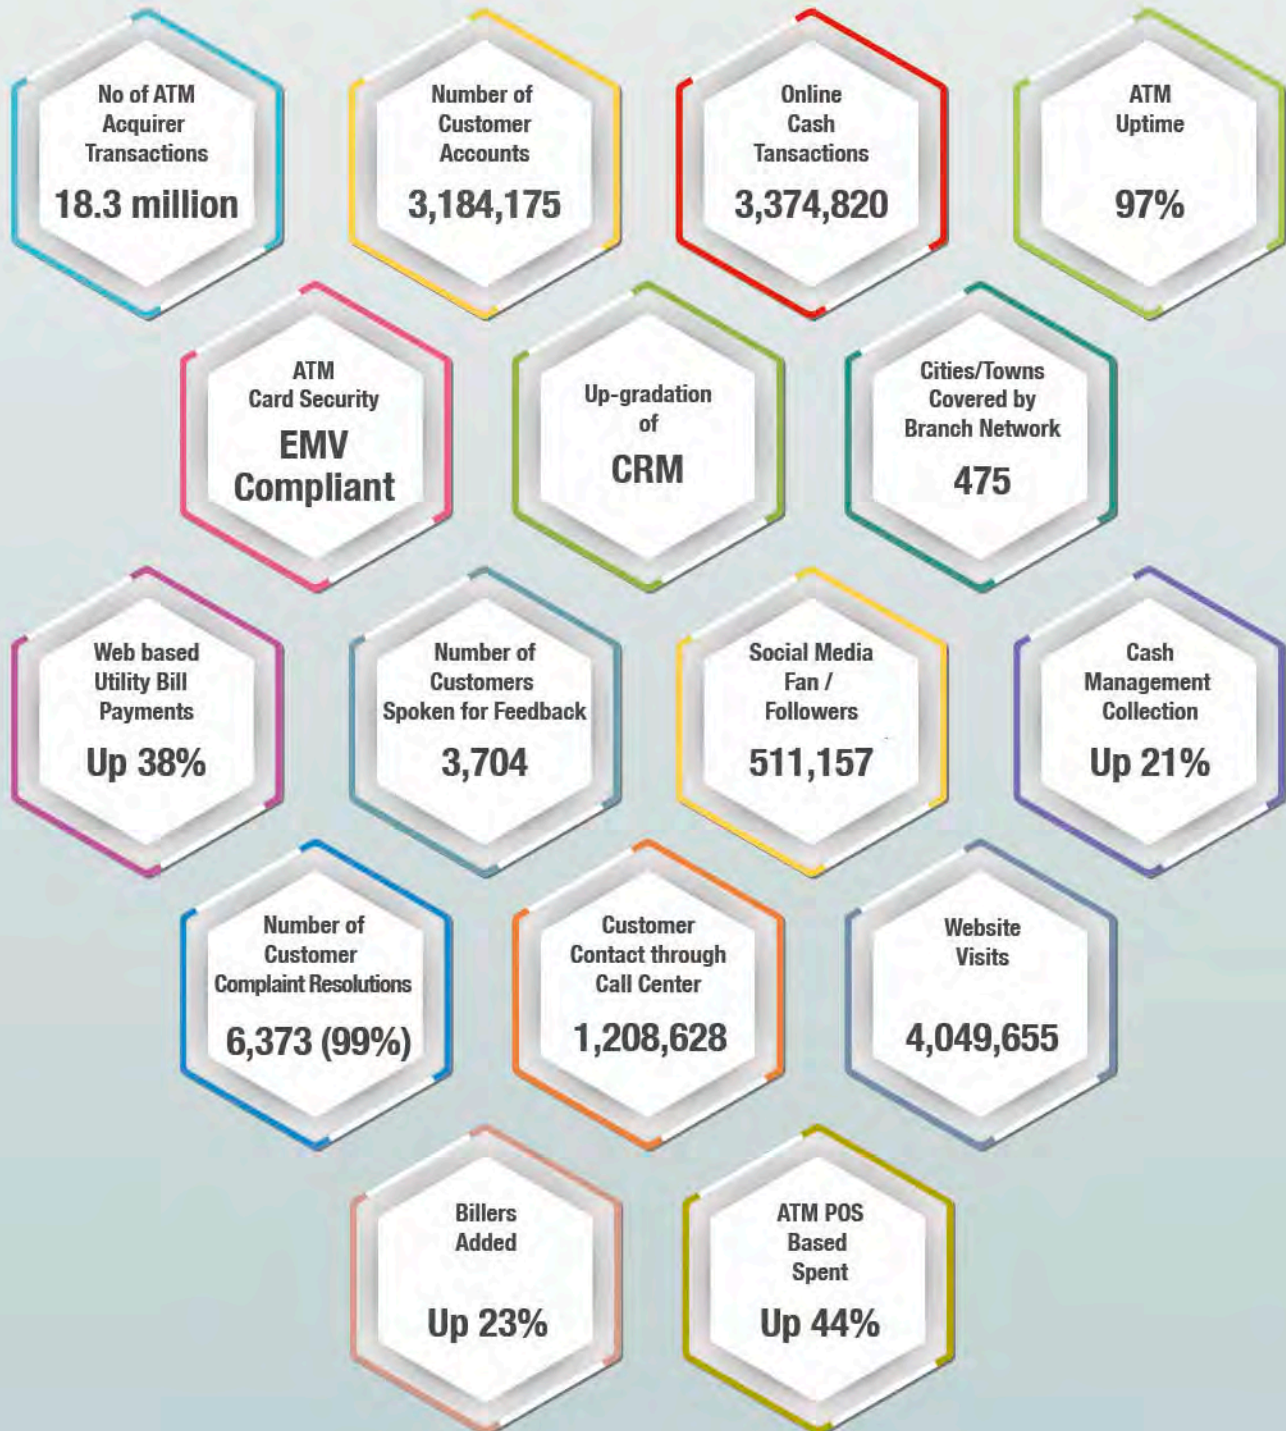 No of ATM
Acquirer
Transactions
18.3 million
Number of
Customer
Accounts
3,184,175
Online
Cash
Tansactions
3,374,820
ATM
Uptime
97%
ATM
Card Security
EMV
Compliant
Up-gradation
of
CRM
Cities/Towns
Covered by
Branch Network
475
Web based
Utility Bill
Payments
Up 38%
Number of
Customers
Spoken for Feedback
3,704
Social Media
Fan /
Followers
511,157
Cash
Management
Collection
Up 21%
Number of
Customer
Complaint Resolutions
6,373 (99%)
Customer
Contact through
Call Center
1,208,628
Website
Visits
4,049,655
Billers
Added
Up 23%
ATM POS
Based
Spent
Up 44%